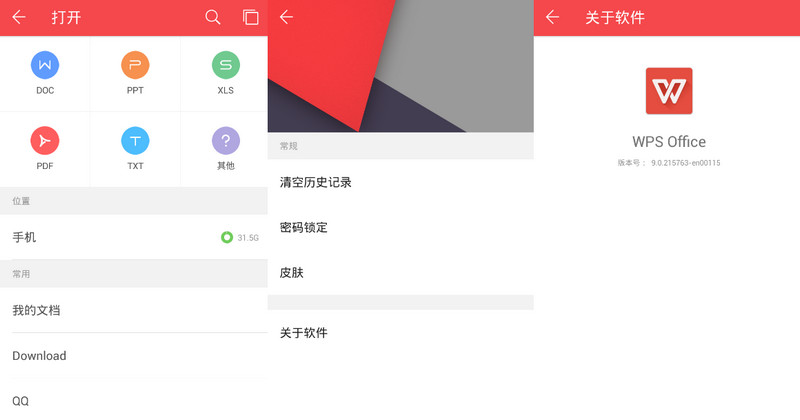 打开
DOC
PPT
XLS
PDF
TXT
其他
位置
手机
31.5G
常用
我的文档
Download
QQ
常规
清空历史记录
密码锁定
皮肤
关于软件
关于软件
WPS Office
版本号： 9.0.215763-en00115